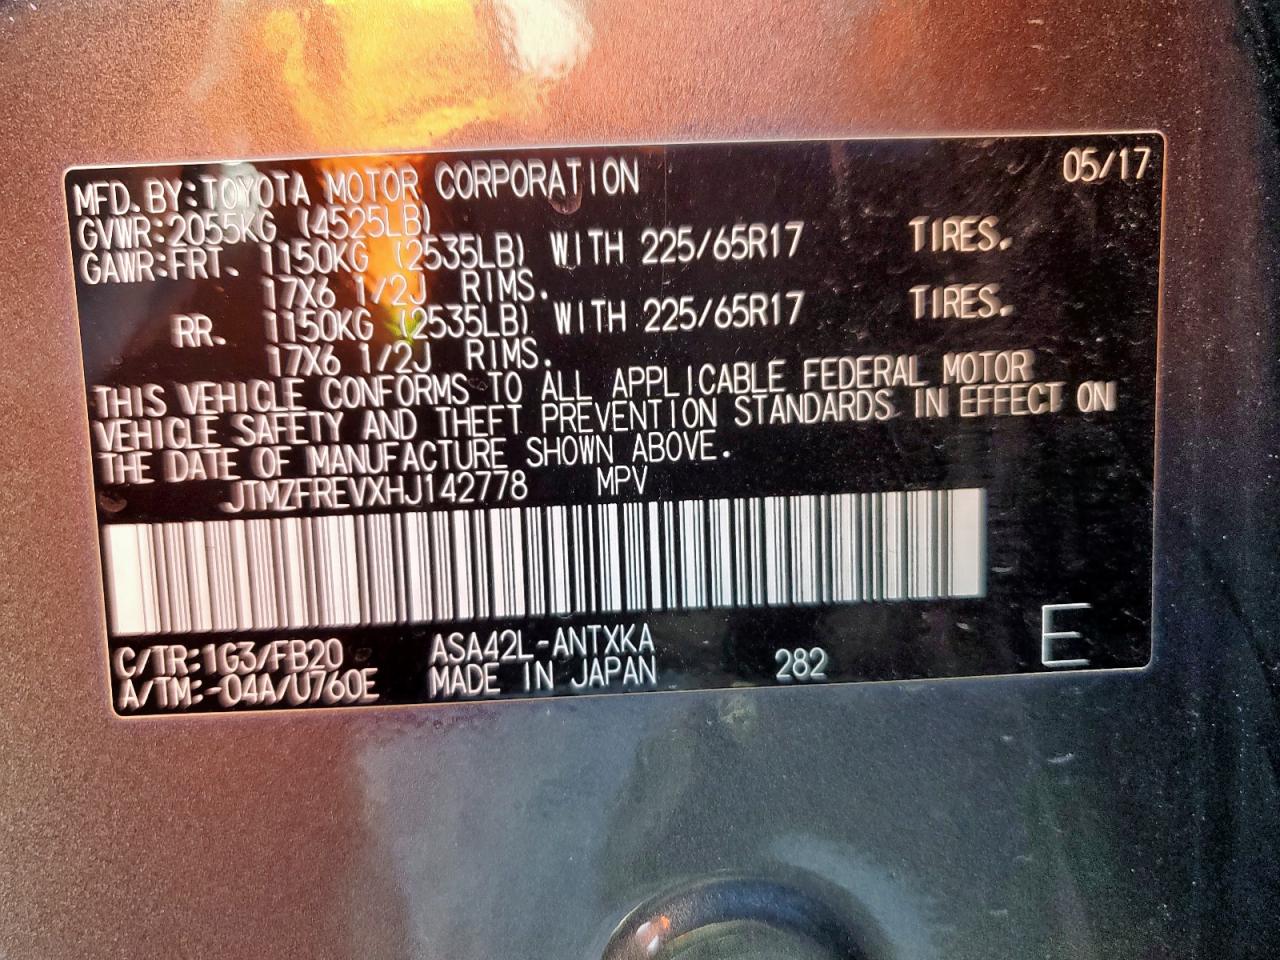 MFD.BY:TOYOTA MOTOR CORPORATION 05/17
GVWR:2055KG (4525LB)
GAWR:FRT. 1150KG (2535LB) WITH 225/65R17 TIRES.
17X6 1/2J RIMS.
RR. 1150KG (2535LB) WITH 225/65R17 TIRES.
17X6 1/2J RIMS.
THIS VEHICLE CONFORMS TO ALL APPLICABLE FEDERAL MOTOR
VEHICLE SAFETY AND THEFT PREVENTION STANDARDS IN EFFECT ON
THE DATE OF MANUFACTURE SHOWN ABOVE.
JTMZFREVXHJ142778 MPV
C/TR:1G3/FB20 ASA42L-ANTXKA
A/TM:-04A/U760E MADE IN JAPAN 282 E